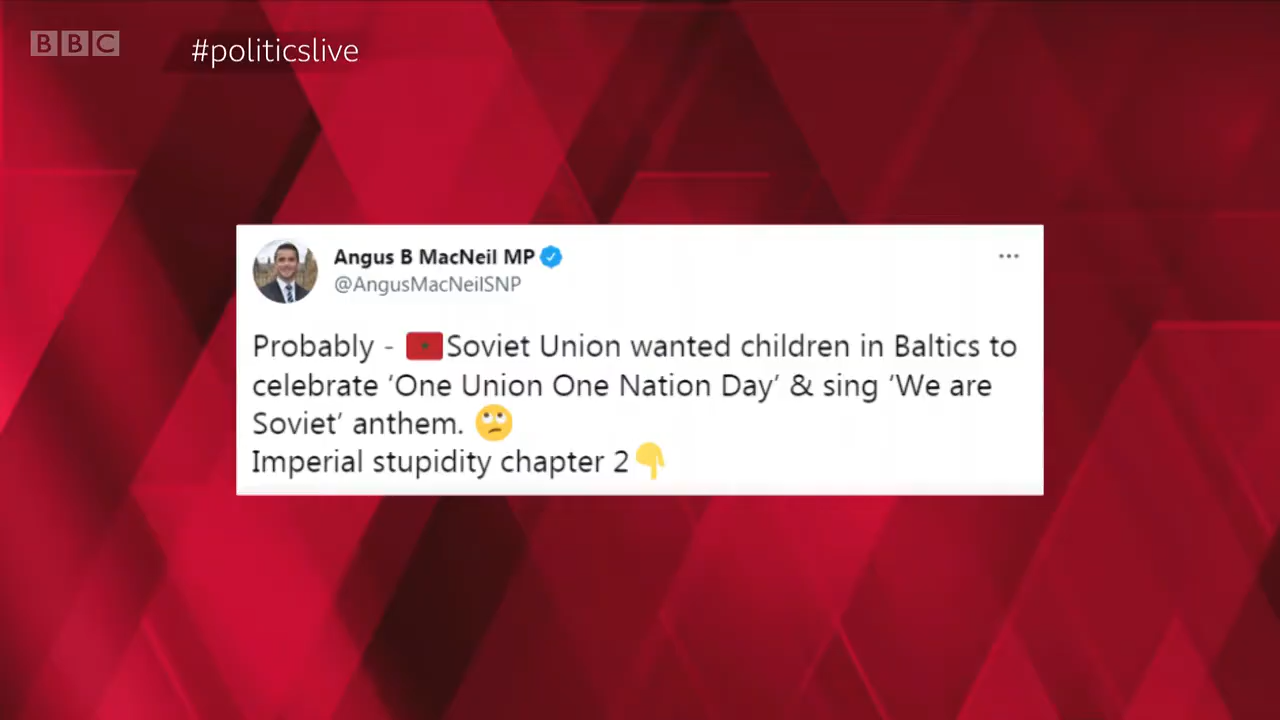 BBC
#politicslive
Angus B MacNeil MP
@AngusMacNeilSNP
Probably - 🇲🇦Soviet Union wanted children in Baltics to
celebrate ‘One Union One Nation Day’ & sing ‘We are
Soviet’ anthem. 🙄
Imperial stupidity chapter 2👇